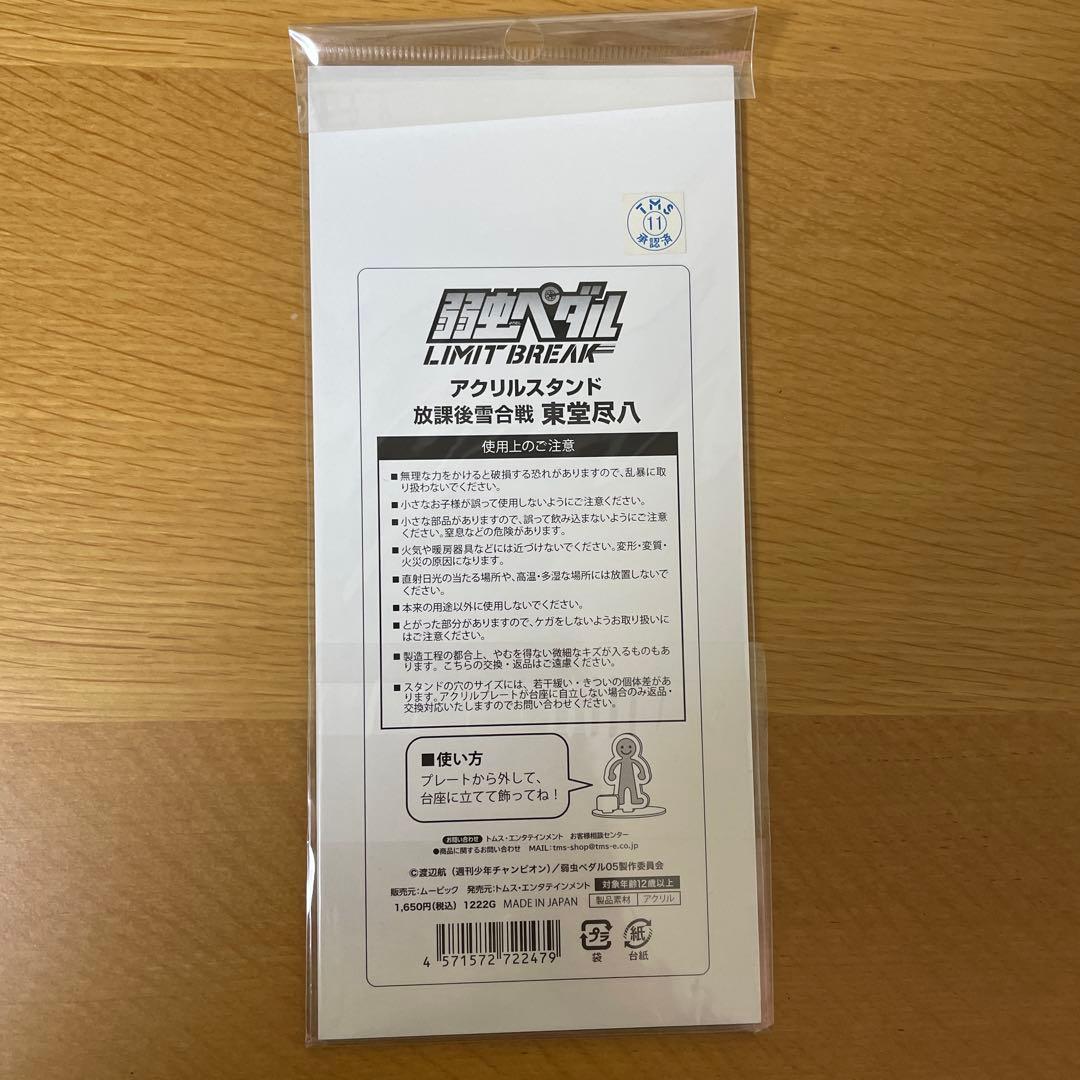 TMS
11
承認済
弱虫ペダル
LIMIT BREAK
アクリルスタンド
放課後雪合戦 東堂尽八
使用上のご注意
■無理な力をかけると破損する恐れがありますので、乱暴に取
り扱わないでください。
■小さなお子様が誤って使用しないようにご注意ください。
■小さな部品がありますので、誤って飲み込まないようにご注意
ください。窒息などの危険があります。
■火気や暖房器具などには近づけないでください。変形・変質・
火災の原因になります。
■直射日光の当たる場所や、高温・多湿な場所には放置しないで
ください。
■本来の用途以外に使用しないでください。
■とがった部分がありますので、ケガをしないようお取り扱いに
はご注意ください。
■製造工程の都合上、やむを得ない微細なキズが入るものもあ
ります。こちらの交換・返品はご遠慮ください。
■スタンドの穴のサイズには、若干緩い・きついの個体差があ
ります。アクリルプレートが台座に自立しない場合のみ返品・
交換対応いたしますのでお問い合わせください。
■使い方
プレートから外して、
台座に立てて飾ってね!
お問い合わせ トムス・エンタテインメント お客様相談センター
●商品に関するお問い合わせ MAIL:tms-shop@tms-e.co.jp
©渡辺航(週刊少年チャンピオン)/弱虫ペダル05製作委員会
販売元:ムービック 発売元:トムス・エンタテインメント 対象年齢12歳以上
1,650円(税込) 1222G MADE IN JAPAN 製品素材 アクリル
4 571572 722479
プラ
袋
紙
台紙